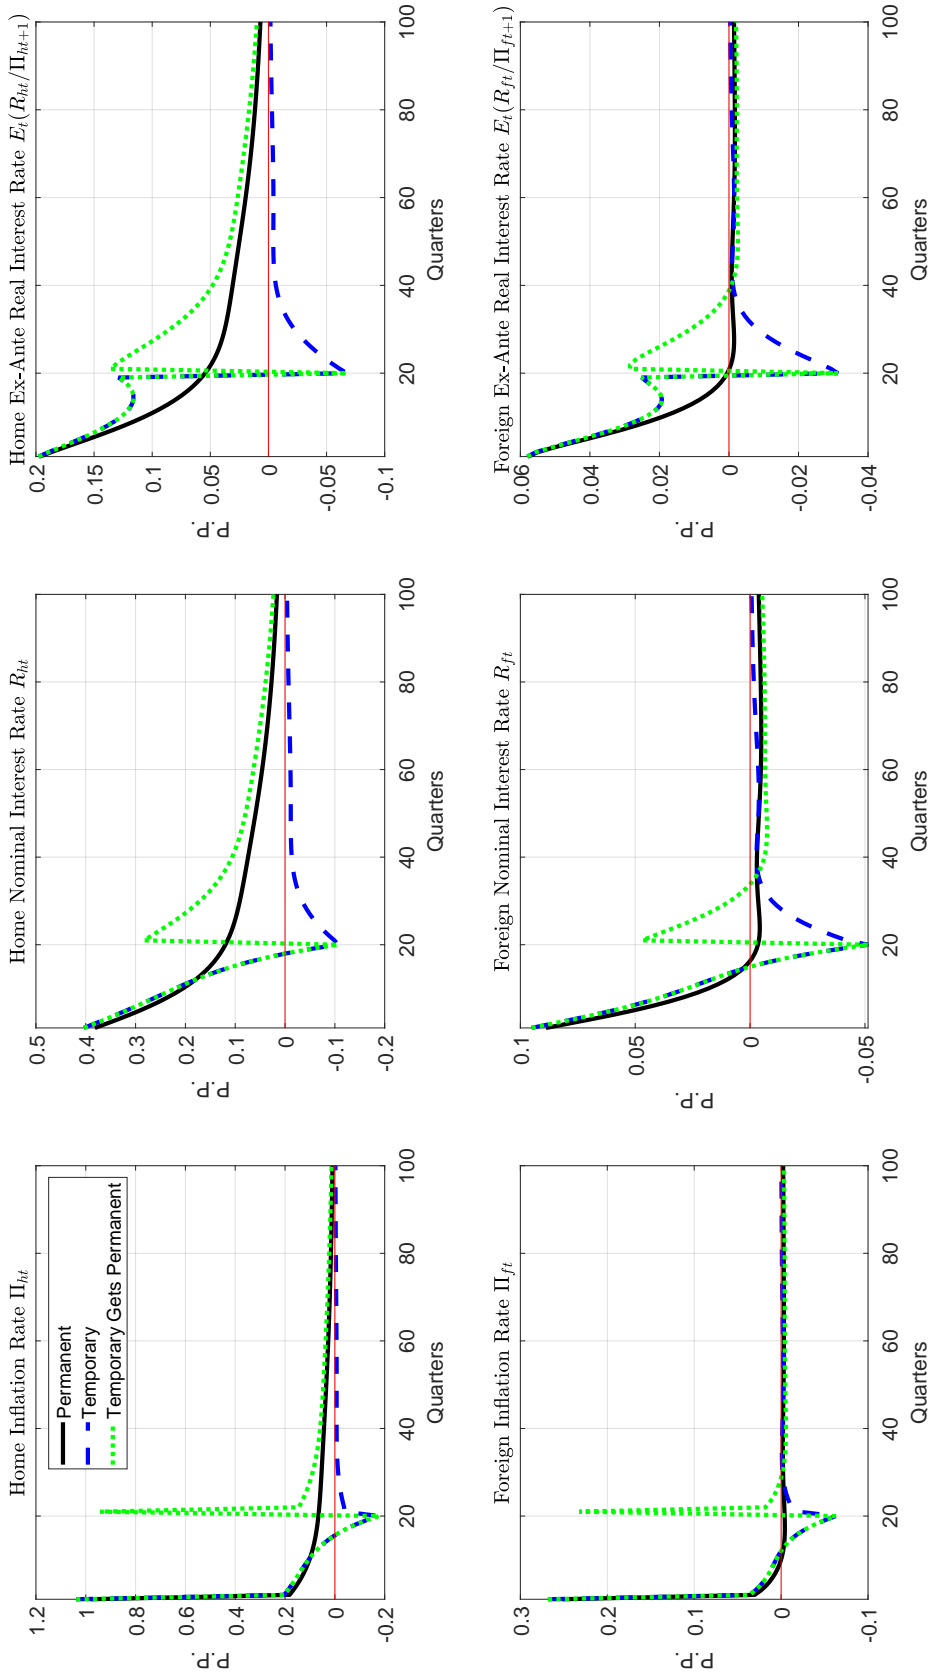 Home Inflation Rate Π_ht
1.2
1
0.8
0.6
0.4
0.2
0
-0.2
P.P.
Permanent
Temporary
Temporary Gets Permanent
20 40 60 80 100
Quarters
Home Nominal Interest Rate R_ht
0.5
0.4
0.3
0.2
0.1
0
-0.1
-0.2
P.P.
20 40 60 80 100
Quarters
Home Ex-Ante Real Interest Rate E_t(R_ht/Π_ht+1)
0.2
0.15
0.1
0.05
0
-0.05
-0.1
P.P.
20 40 60 80 100
Quarters
Foreign Inflation Rate Π_ft
0.3
0.2
0.1
0
-0.1
P.P.
20 40 60 80 100
Quarters
Foreign Nominal Interest Rate R_ft
0.1
0.05
0
-0.05
P.P.
20 40 60 80 100
Quarters
Foreign Ex-Ante Real Interest Rate E_t(R_ft/Π_ft+1)
0.06
0.04
0.02
0
-0.02
-0.04
P.P.
20 40 60 80 100
Quarters